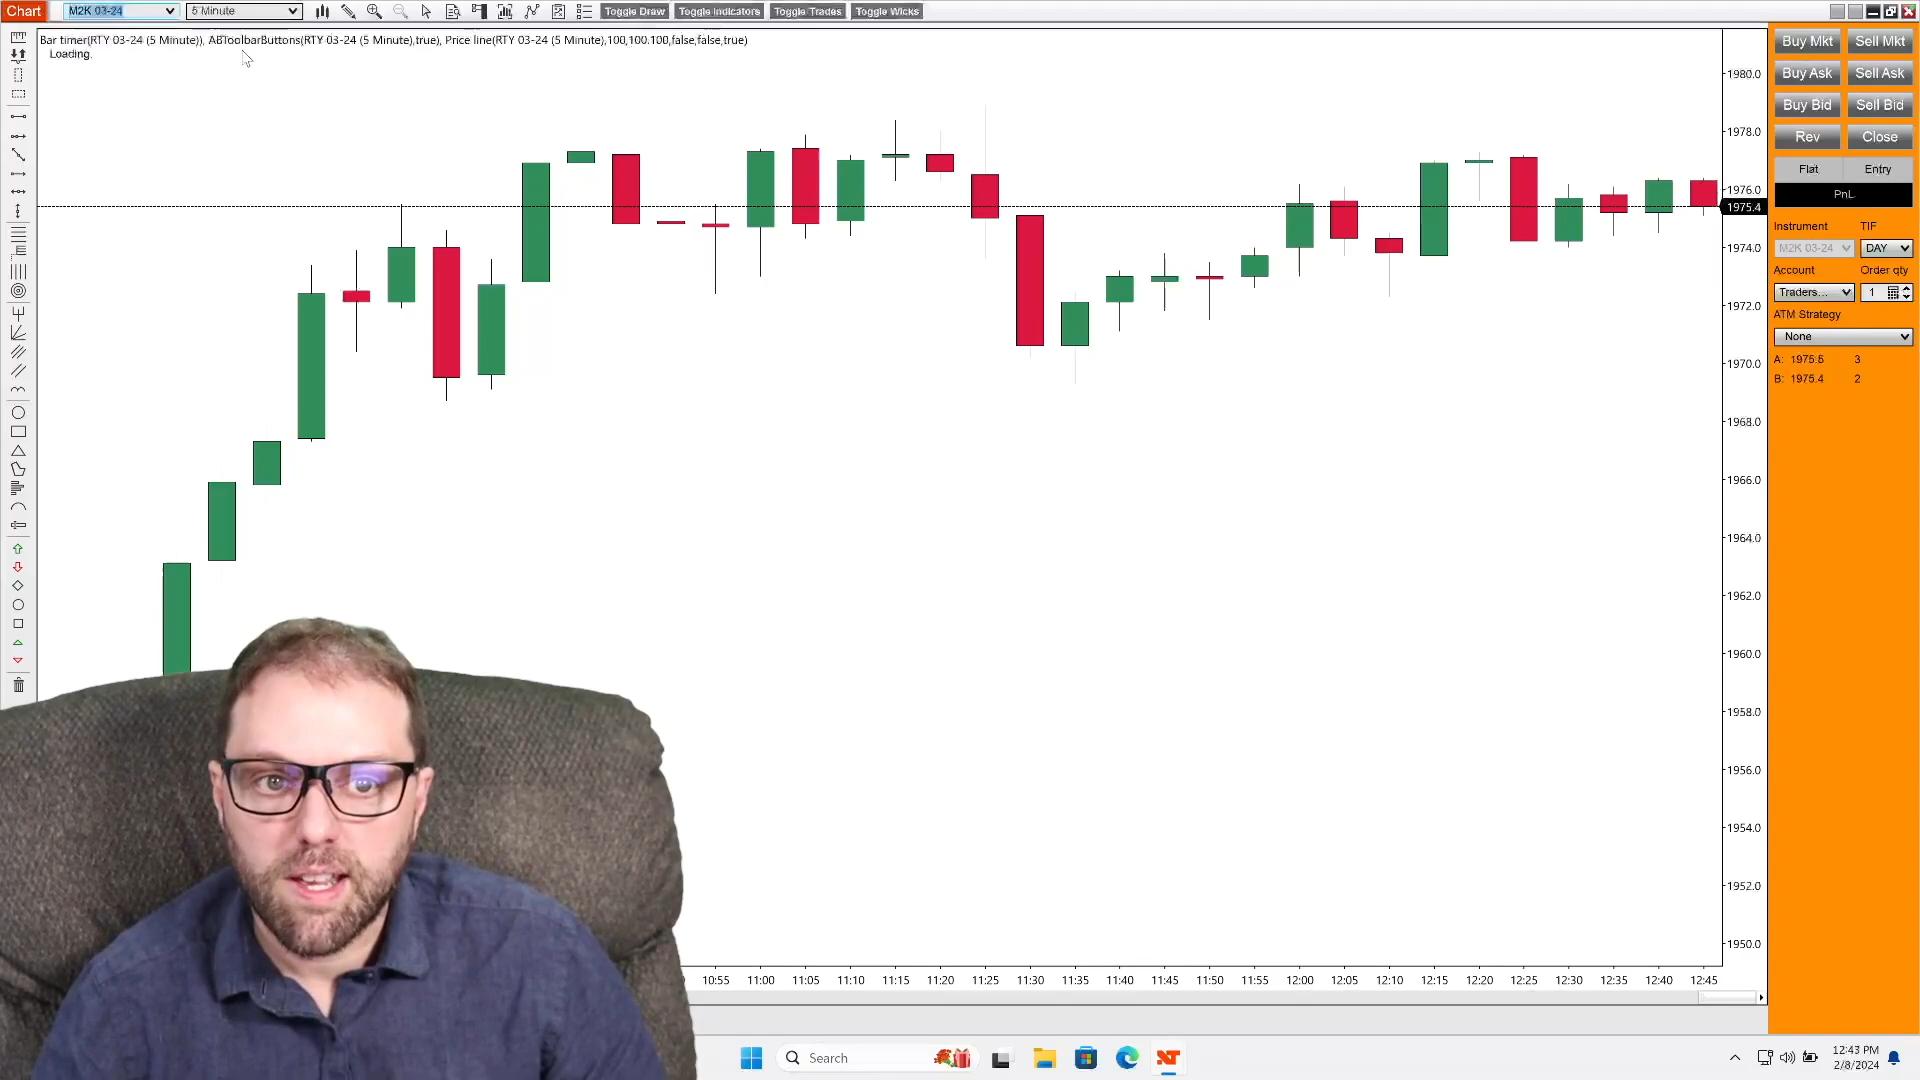 Chart M2K 03-24 5 Minute Toggle Draw Toggle Indicators Toggle Trades Toggle Wicks
Bar timer(RTY 03-24 (5 Minute)), ABToolbarButtons(RTY 03-24 (5 Minute),true), Price line(RTY 03-24 (5 Minute),100,100,100,false,false,true)
Loading.
1980.0
1978.0
1976.0
1975.4
1974.0
1972.0
1970.0
1968.0
1966.0
1964.0
1962.0
1960.0
1958.0
1956.0
1954.0
1952.0
1950.0
10:55 11:00 11:05 11:10 11:15 11:20 11:25 11:30 11:35 11:40 11:45 11:50 11:55 12:00 12:05 12:10 12:15 12:20 12:25 12:30 12:35 12:40 12:45
Buy Mkt Sell Mkt
Buy Ask Sell Ask
Buy Bid Sell Bid
Rev Close
Flat Entry
PnL
Instrument TIF
M2K 03-24 DAY
Account Order qty
Traders... 1
ATM Strategy
None
A: 1975.5 3
B: 1975.4 2
Search
12:43 PM
2/8/2024